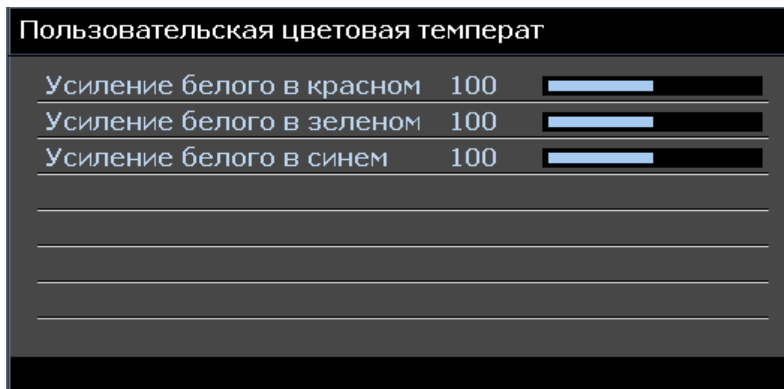 Пользовательская цветовая температ
Усиление белого в красном 100
Усиление белого в зеленом 100
Усиление белого в синем 100